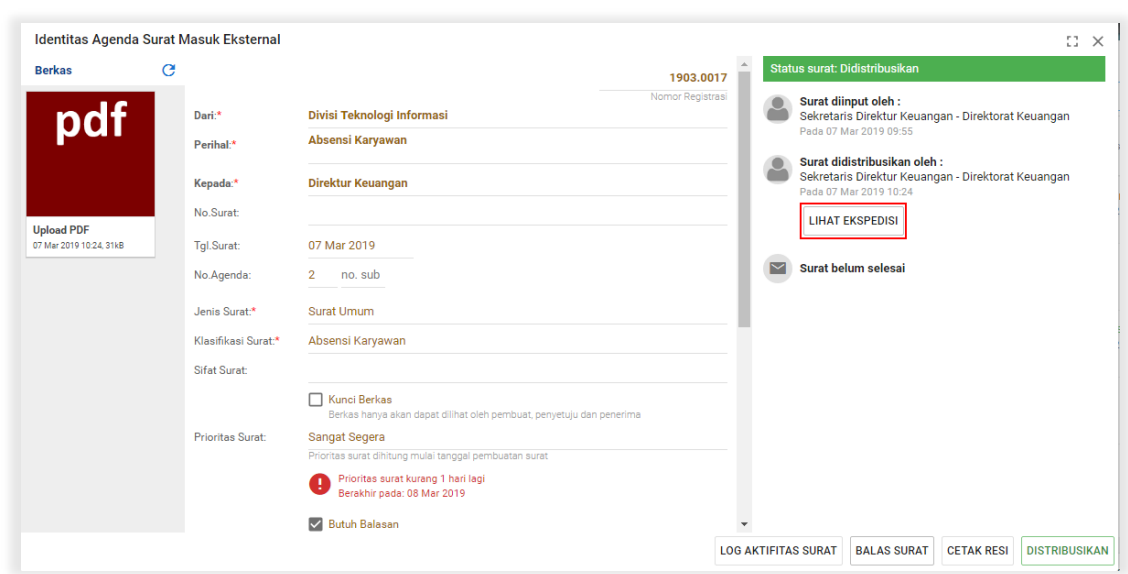 Identitas Agenda Surat Masuk Eksternal
Berkas
pdf
Upload PDF
07 Mar 2019 10:24, 31kB
1903.0017
Nomor Registrasi
Dari:* Divisi Teknologi Informasi
Perihal:* Absensi Karyawan
Kepada:* Direktur Keuangan
No.Surat:
Tgl.Surat: 07 Mar 2019
No.Agenda: 2 no. sub
Jenis Surat:* Surat Umum
Klasifikasi Surat:* Absensi Karyawan
Sifat Surat:
Kunci Berkas
Berkas hanya akan dapat dilihat oleh pembuat, penyetuju dan penerima
Prioritas Surat: Sangat Segera
Prioritas surat dihitung mulai tanggal pembuatan surat
Prioritas surat kurang 1 hari lagi
Berakhir pada: 08 Mar 2019
Butuh Balasan
Status surat: Didistribusikan
Surat diinput oleh :
Sekretaris Direktur Keuangan - Direktorat Keuangan
Pada 07 Mar 2019 09:55
Surat didistribusikan oleh :
Sekretaris Direktur Keuangan - Direktorat Keuangan
Pada 07 Mar 2019 10:24
LIHAT EKSPEDISI
Surat belum selesai
LOG AKTIFITAS SURAT BALAS SURAT CETAK RESI DISTRIBUSIKAN